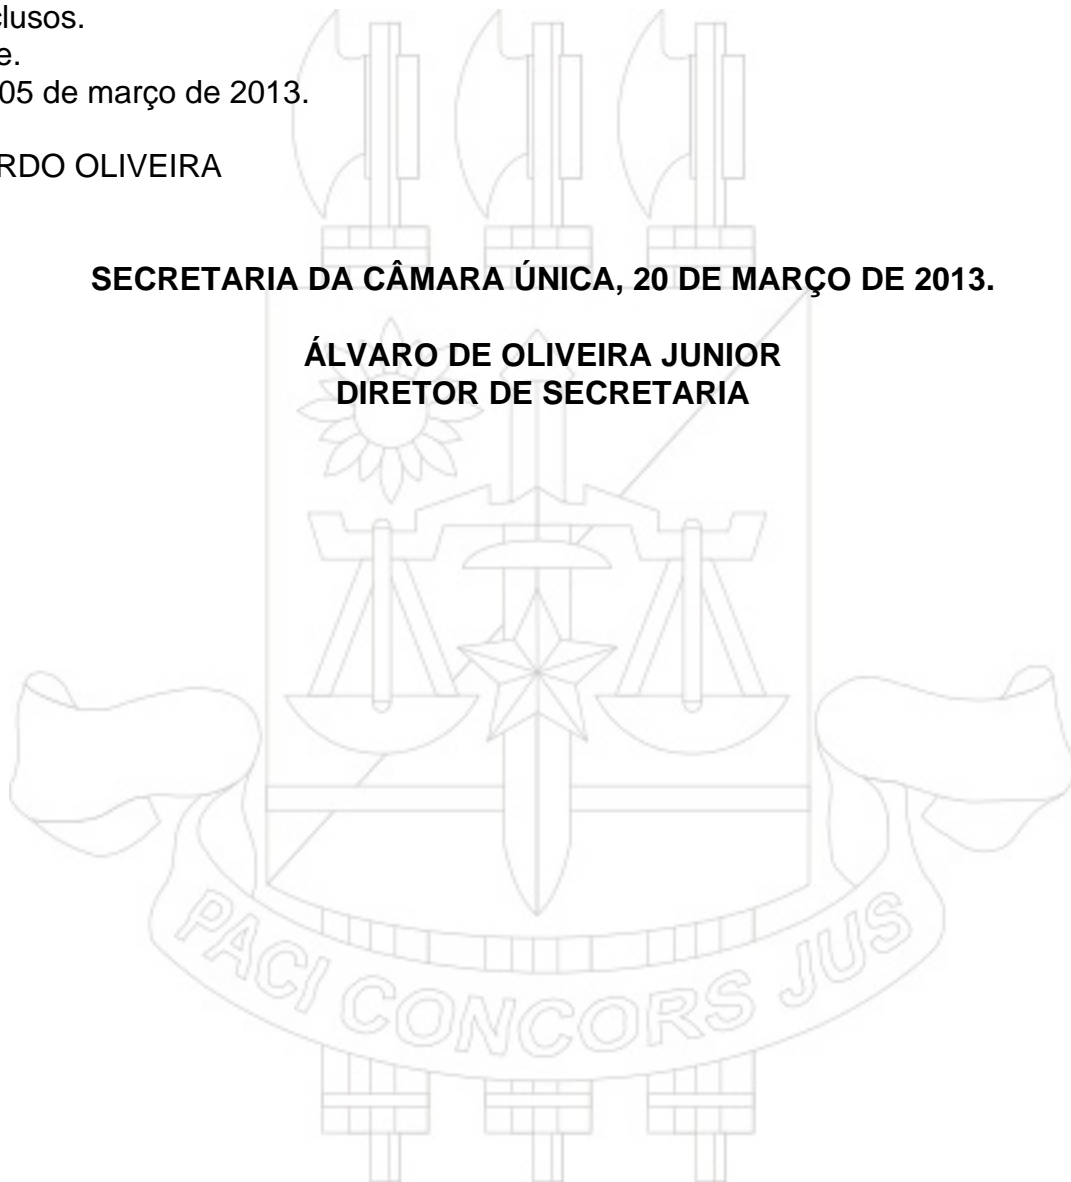 clusos.
e.
05 de março de 2013.
RDO OLIVEIRA
SECRETARIA DA CÂMARA ÚNICA, 20 DE MARÇO DE 2013.
ÁLVARO DE OLIVEIRA JUNIOR
DIRETOR DE SECRETARIA
PACI CONCORS JUS